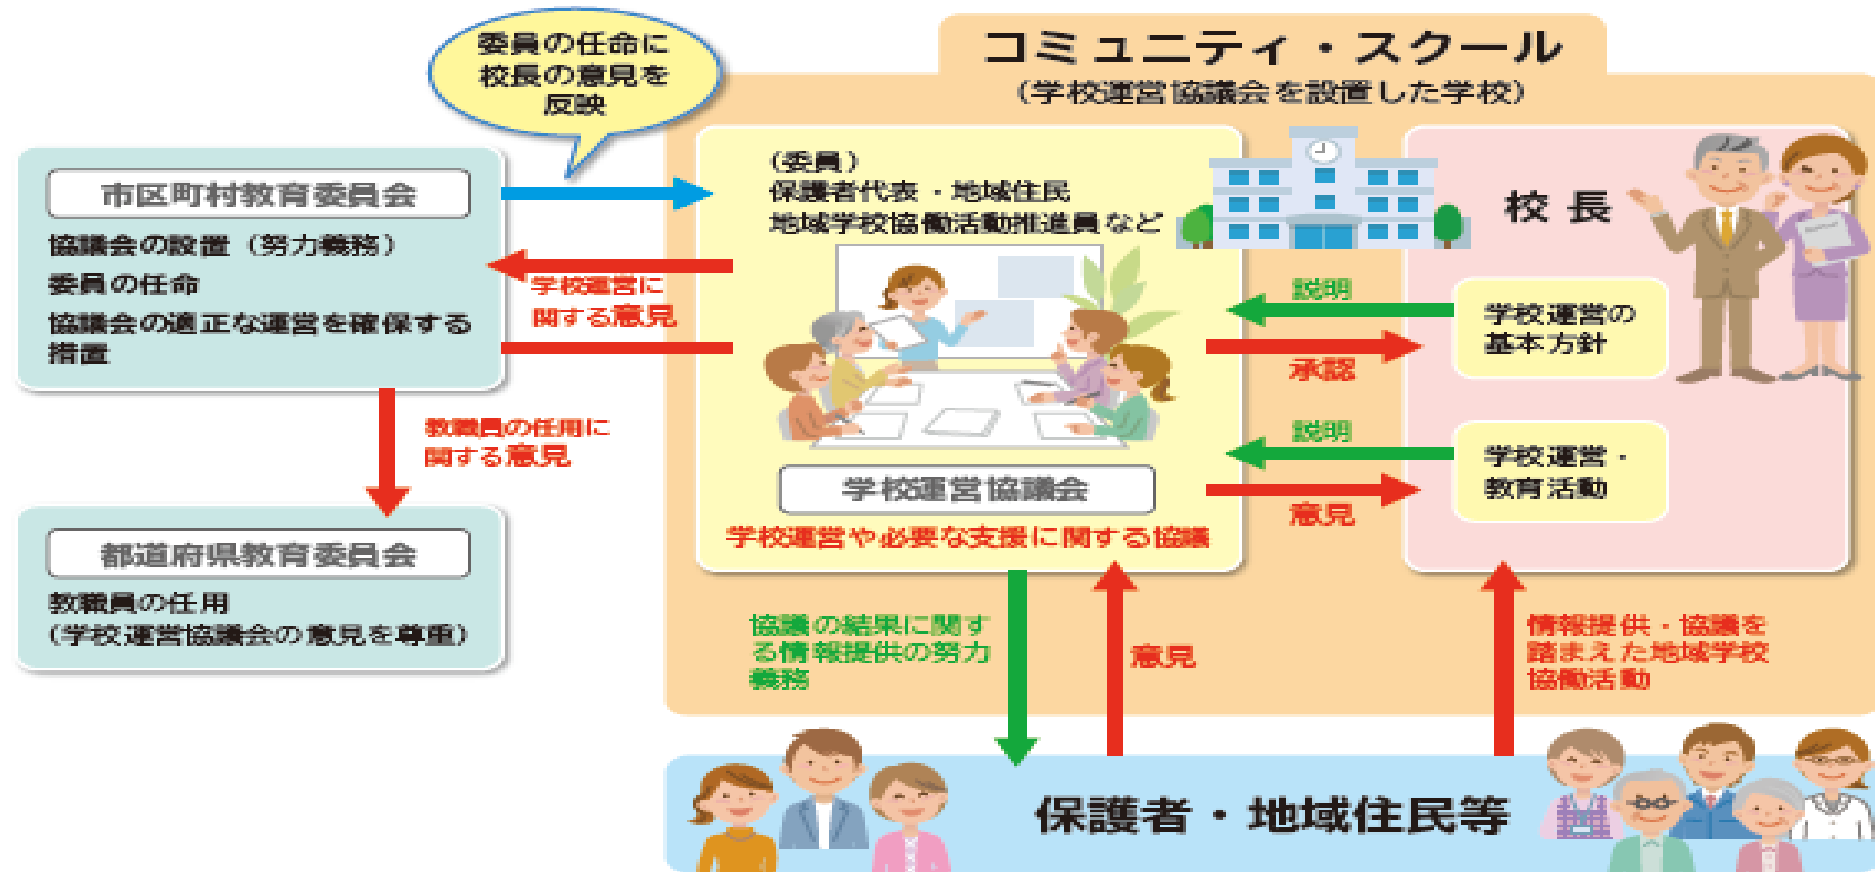 委員の任命に
校長の意見を
反映
コミュニティ・スクール
(学校運営協議会を設置した学校)
市区町村教育委員会
協議会の設置(努力義務)
委員の任命
協議会の適正な運営を確保する
措置
学校運営に
関する意見
教職員の任用に
関する意見
都道府県教育委員会
教職員の任用
(学校運営協議会の意見を尊重)
(委員)
保護者代表・地域住民
地域学校協働活動推進員など
学校運営協議会
学校運営や必要な支援に関する協議
校長
説明
承認
学校運営の
基本方針
説明
意見
学校運営・
教育活動
協議の結果に関す
る情報提供の努力
義務
意見
情報提供・協議を
踏まえた地域学校
協働活動
保護者・地域住民等